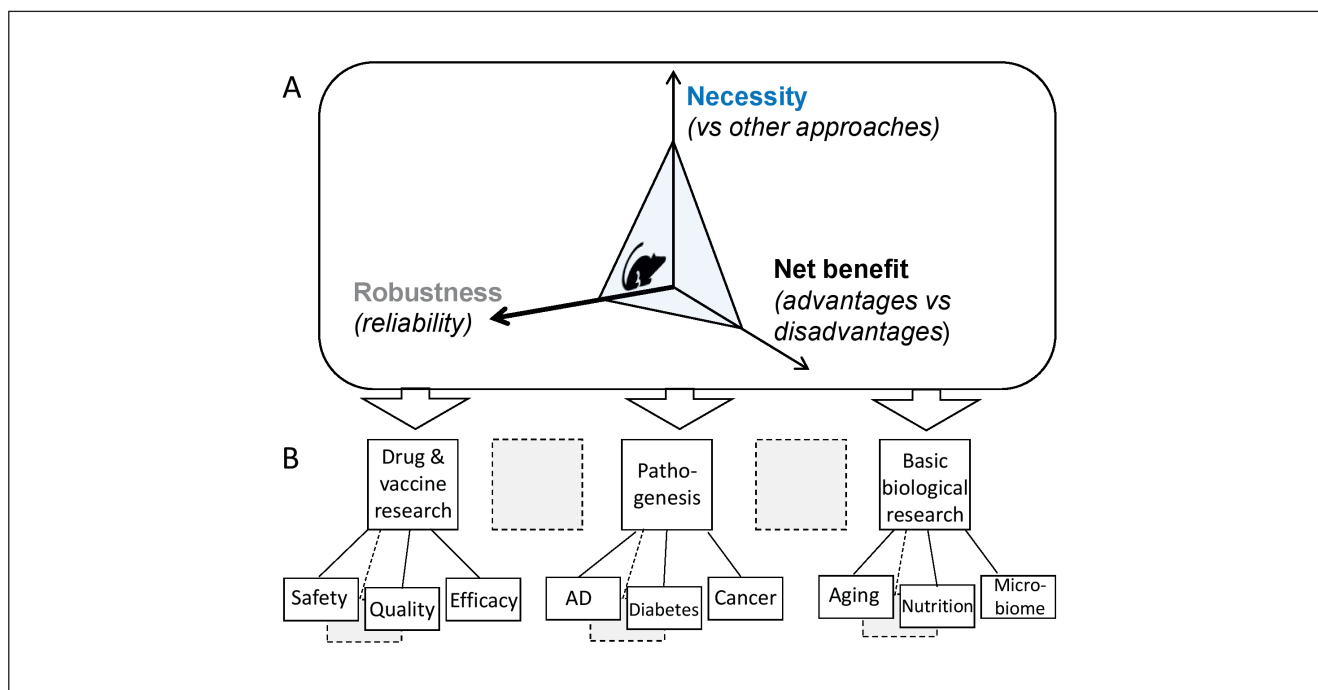 A
Necessity
(vs other approaches)
Net benefit
(advantages vs
disadvantages)
Robustness
(reliability)
B
Drug &
vaccine
research
Patho-
genesis
Basic
biological
research
Safety
Quality
Efficacy
AD
Diabetes
Cancer
Aging
Nutrition
Micro-
biome